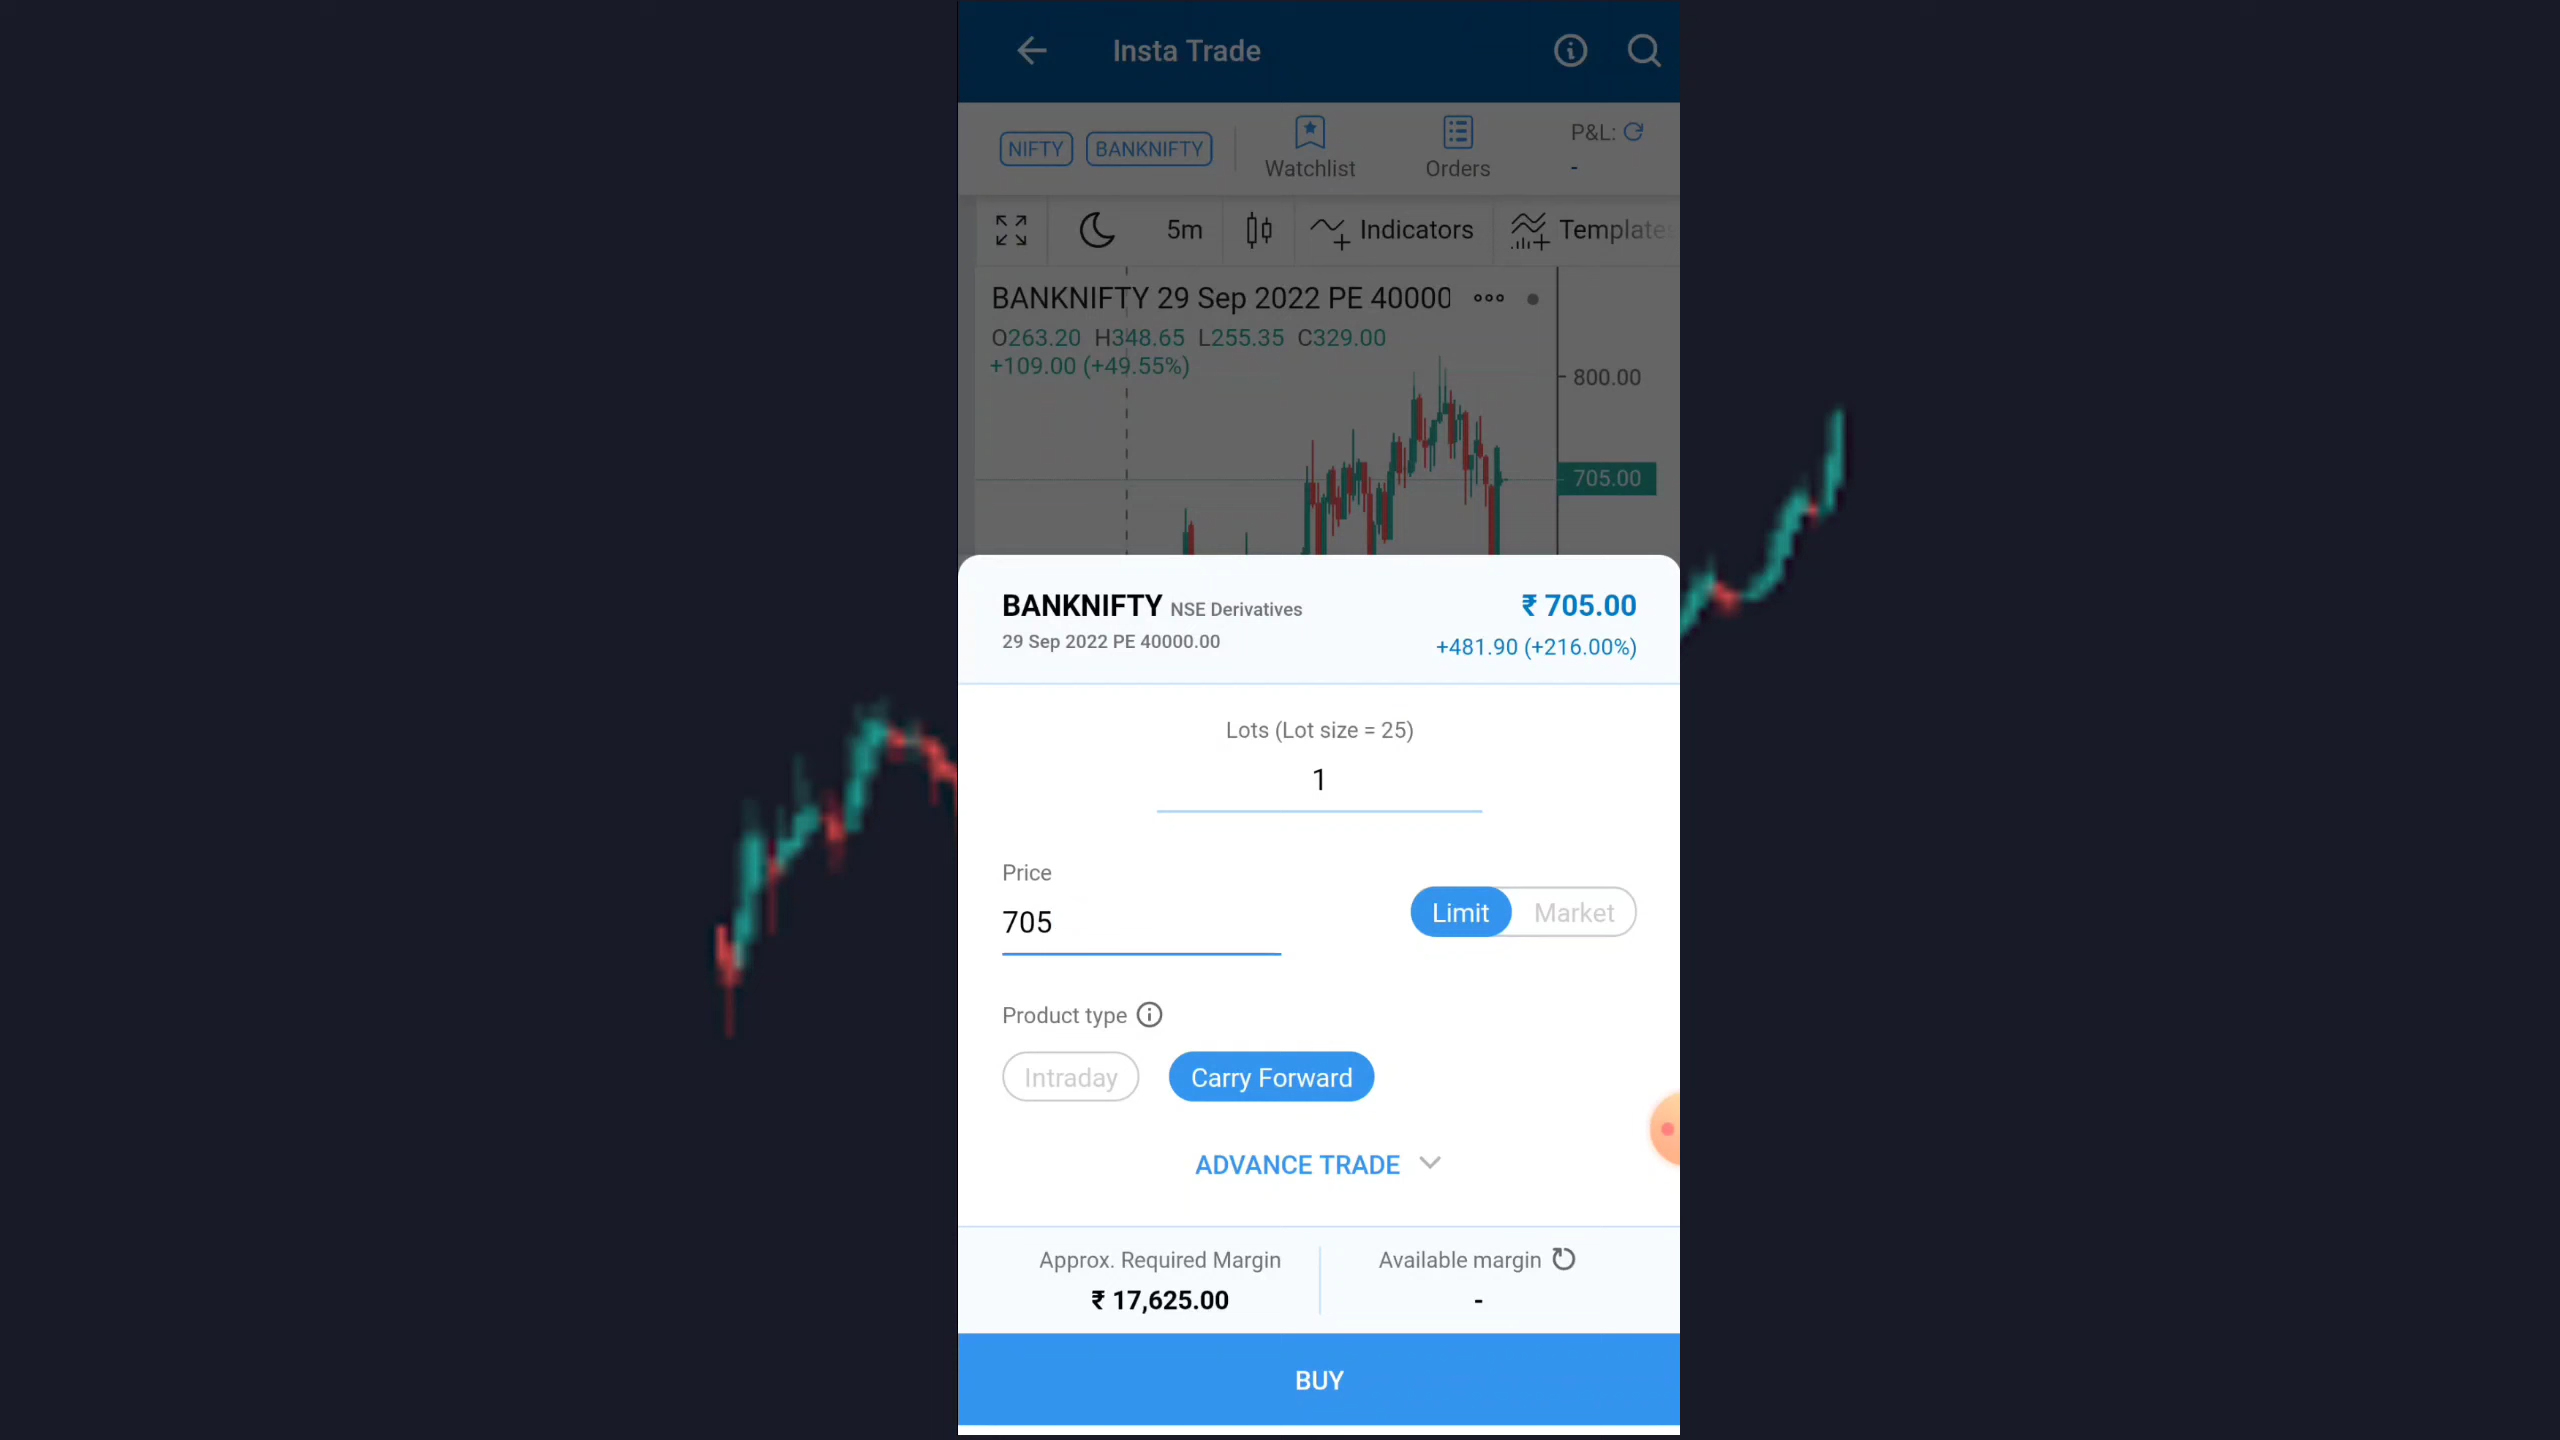 Insta Trade
NIFTY BANKNIFTY Watchlist Orders P&L: -
5m Indicators Templates
BANKNIFTY 29 Sep 2022 PE 40000
O263.20 H348.65 L255.35 C329.00
+109.00 (+49.55%)
800.00
705.00
BANKNIFTY NSE Derivatives ₹ 705.00
29 Sep 2022 PE 40000.00 +481.90 (+216.00%)
Lots (Lot size = 25)
1
Price
705 Limit Market
Product type
Intraday Carry Forward
ADVANCE TRADE
Approx. Required Margin Available margin
₹ 17,625.00 -
BUY